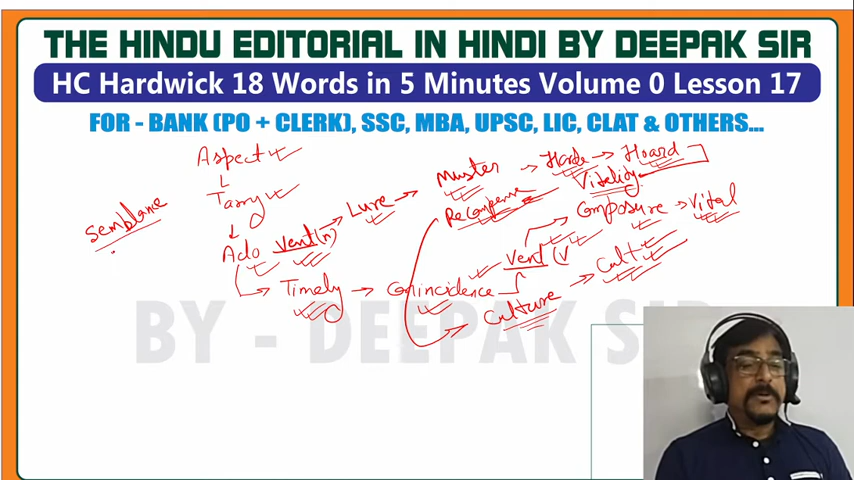 THE HINDU EDITORIAL IN HINDI BY DEEPAK SIR
HC Hardwick 18 Words in 5 Minutes Volume 0 Lesson 17
FOR - BANK (PO + CLERK), SSC, MBA, UPSC, LIC, CLAT & OTHERS...
Aspect
Tarry
semblame
Ado Vent(n) → Lure → Muster → Horde → Hoard
Vitality
Recompense
Composure → Vital
Timely → Coincidence
Vent (V
Culture → Cult
BY - DEEPAK SIR